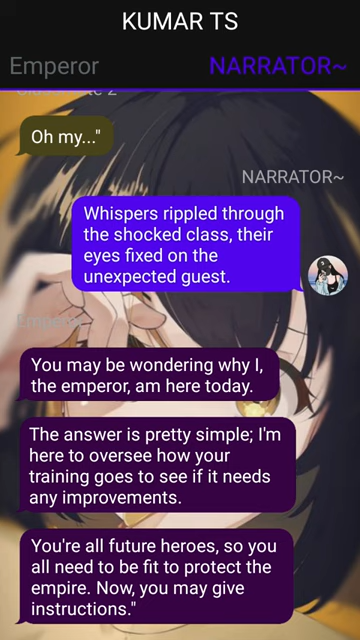 KUMAR TS
Emperor NARRATOR~
Oh my..."
NARRATOR~
Whispers rippled through
the shocked class, their
eyes fixed on the
unexpected guest.
Emperor
You may be wondering why I,
the emperor, am here today.
The answer is pretty simple; I'm
here to oversee how your
training goes to see if it needs
any improvements.
You're all future heroes, so you
all need to be fit to protect the
empire. Now, you may give
instructions."